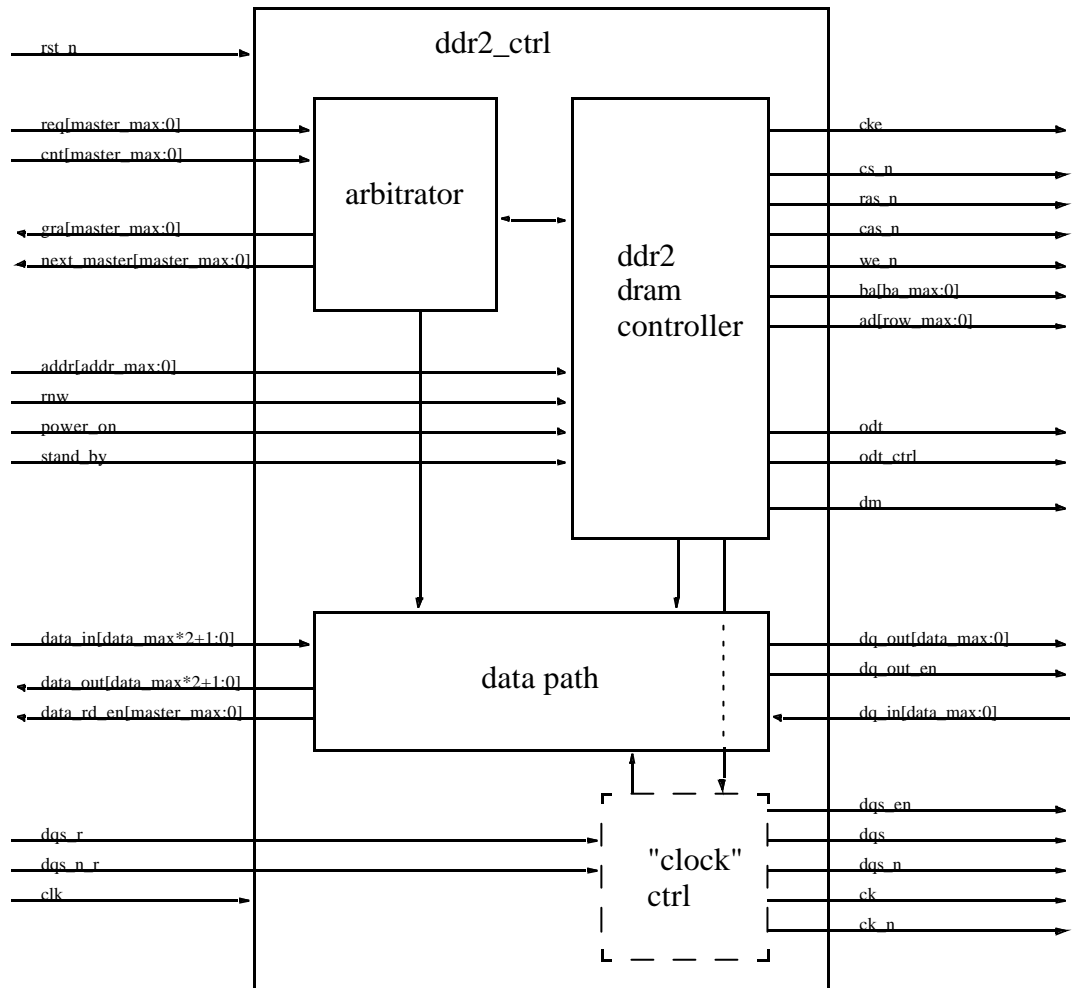 ddr2_ctrl
rst_n
req[master_max:0]
cnt[master_max:0]
gra[master_max:0]
next_master[master_max:0]
arbitrator
ddr2
dram
controller
cke
cs_n
ras_n
cas_n
we_n
ba[ba_max:0]
ad[row_max:0]
addr[addr_max:0]
rnw
power_on
stand_by
odt
odt_ctrl
dm
data_in[data_max*2+1:0]
data_out[data_max*2+1:0]
data_rd_en[master_max:0]
data path
dq_out[data_max:0]
dq_out_en
dq_in[data_max:0]
dqs_r
dqs_n_r
clk
"clock"
ctrl
dqs_en
dqs
dqs_n
ck
ck_n